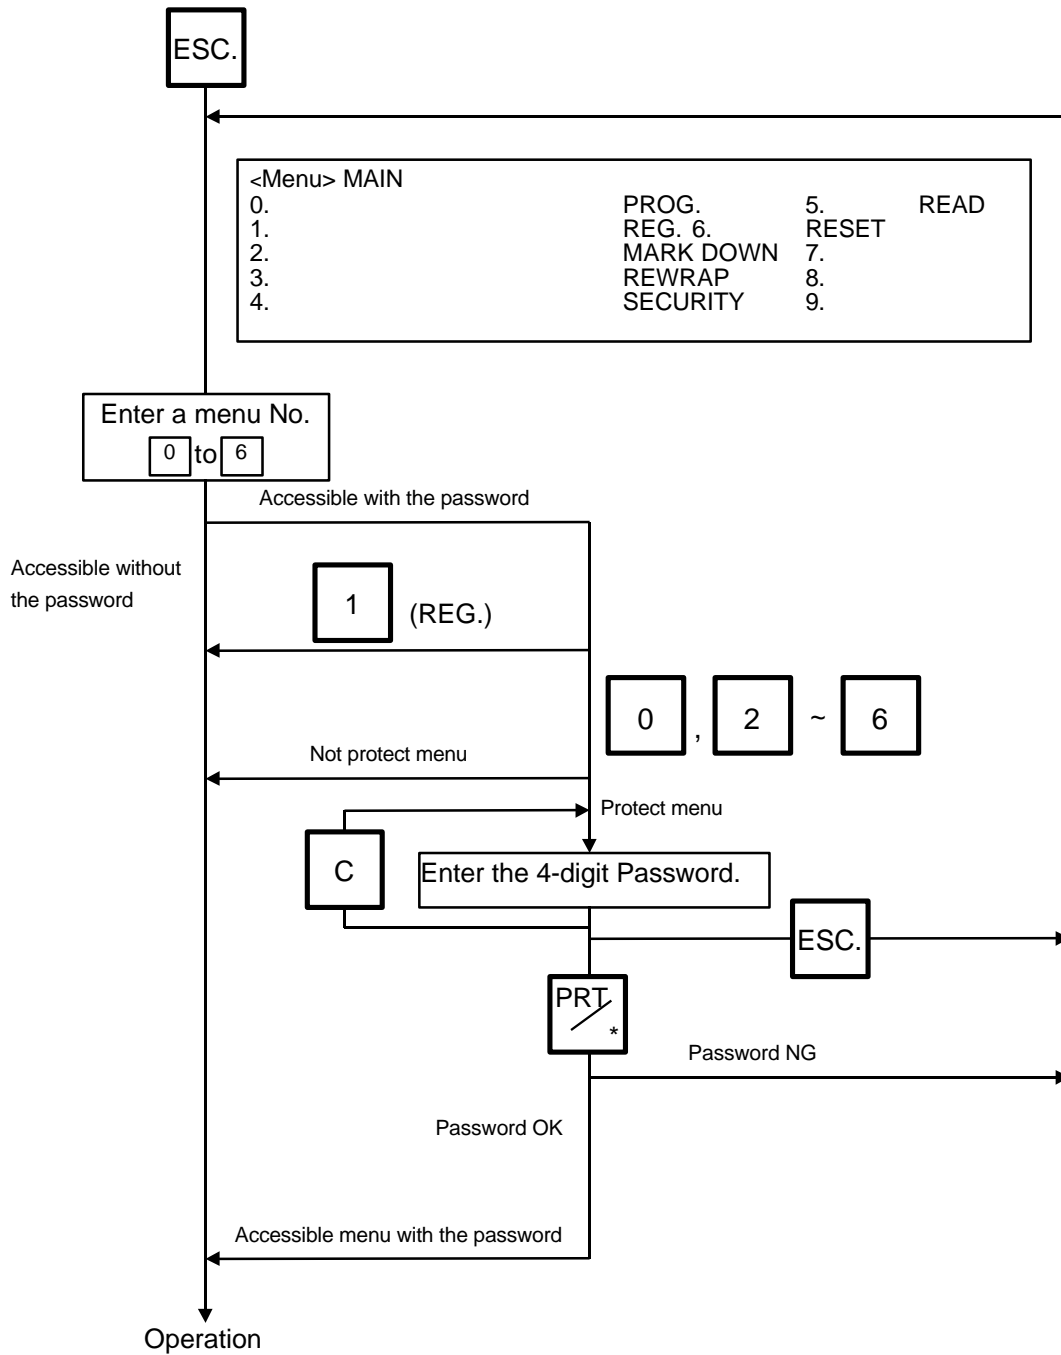 ESC.
<Menu> MAIN
0. PROG. 5. READ
1. REG. 6. RESET
2. MARK DOWN 7.
3. REWRAP 8.
4. SECURITY 9.
Enter a menu No.
0 to 6
Accessible with the password
Accessible without
the password
1 (REG.)
0 , 2 ~ 6
Not protect menu
Protect menu
C
Enter the 4-digit Password.
ESC.
PRT
*
Password NG
Password OK
Accessible menu with the password
Operation